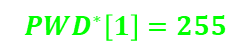 PWD*[1] = 255